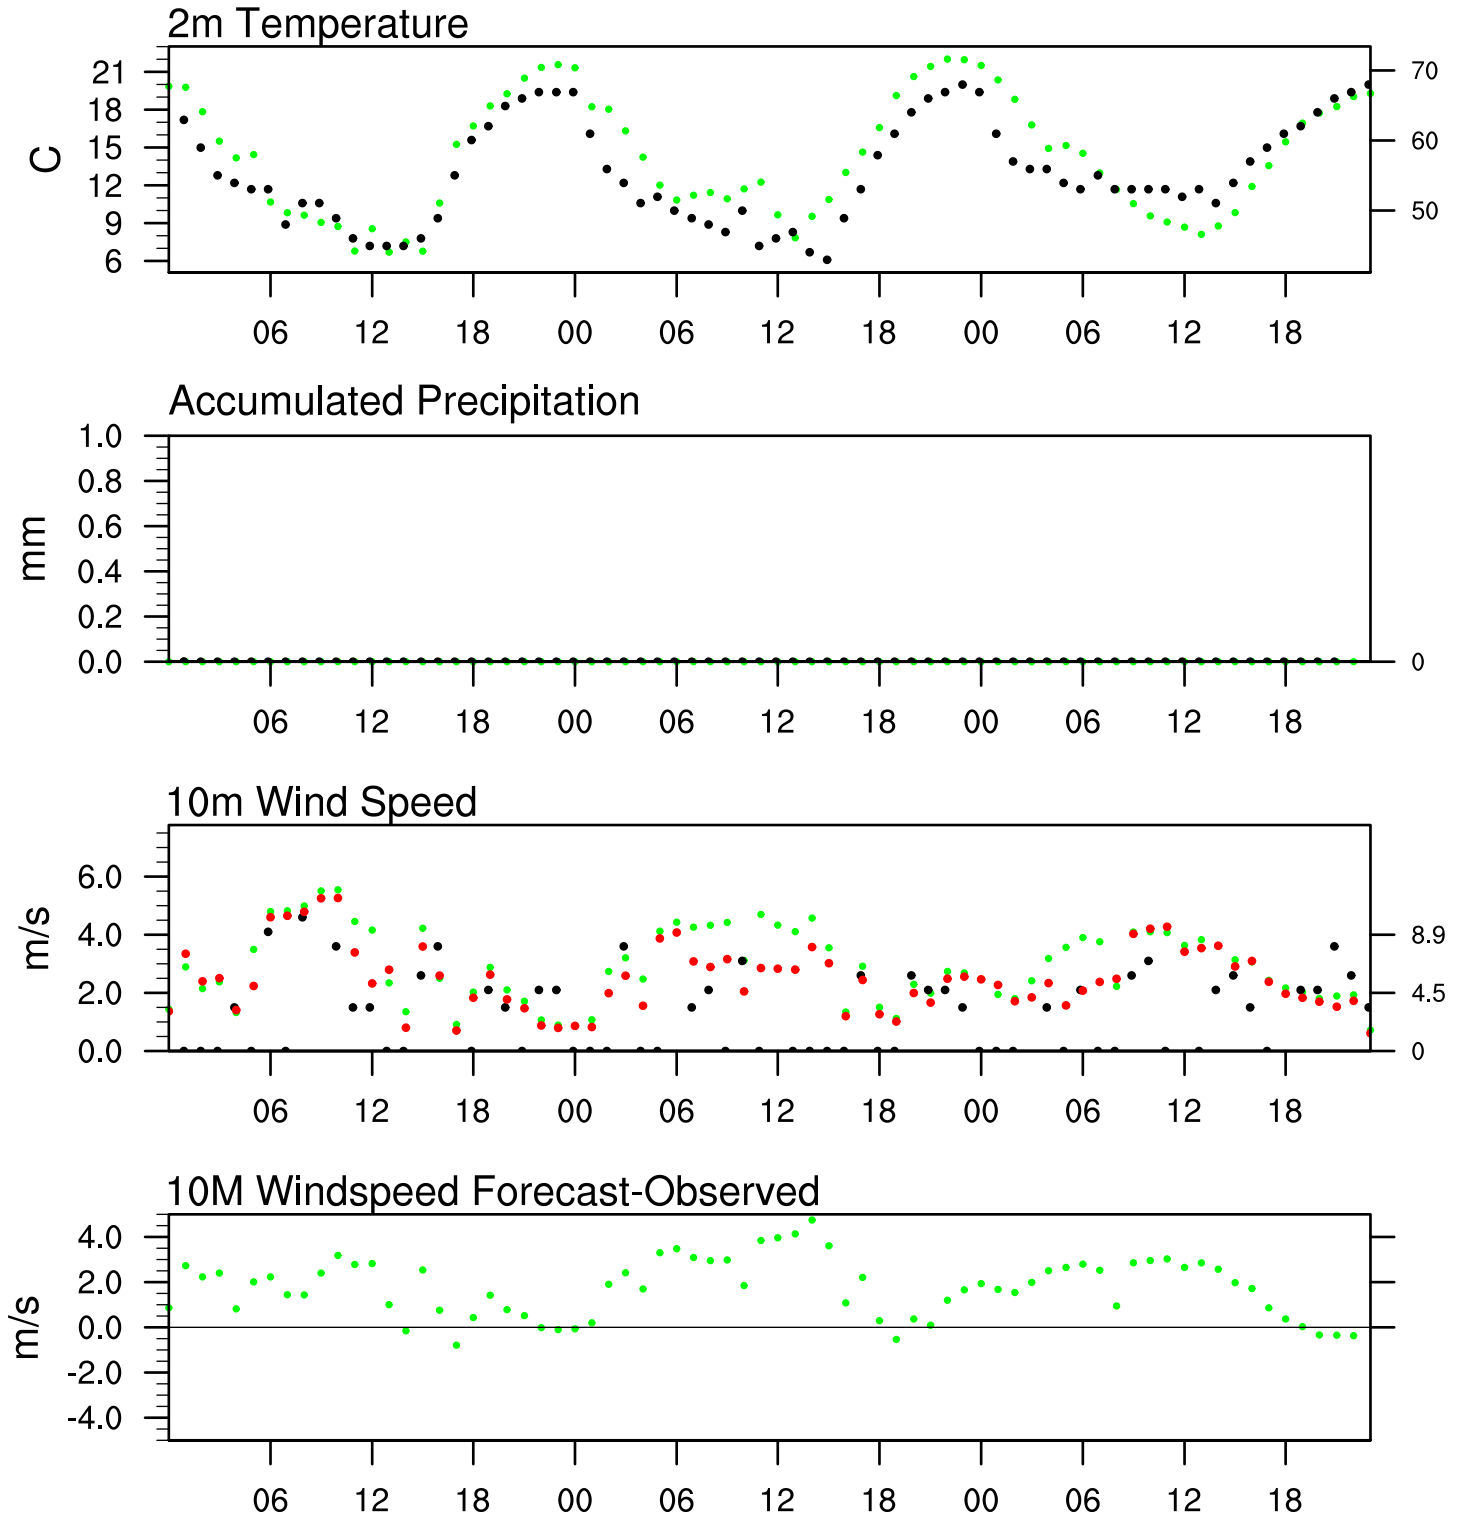 2m Temperature
21
18
15
12
9
6
C
70
60
50
06 12 18 00 06 12 18 00 06 12 18
Accumulated Precipitation
1.0
0.8
0.6
0.4
0.2
0.0
mm
0
06 12 18 00 06 12 18 00 06 12 18
10m Wind Speed
6.0
4.0
2.0
0.0
m/s
8.9
4.5
0
06 12 18 00 06 12 18 00 06 12 18
10M Windspeed Forecast-Observed
4.0
2.0
0.0
-2.0
-4.0
m/s
06 12 18 00 06 12 18 00 06 12 18